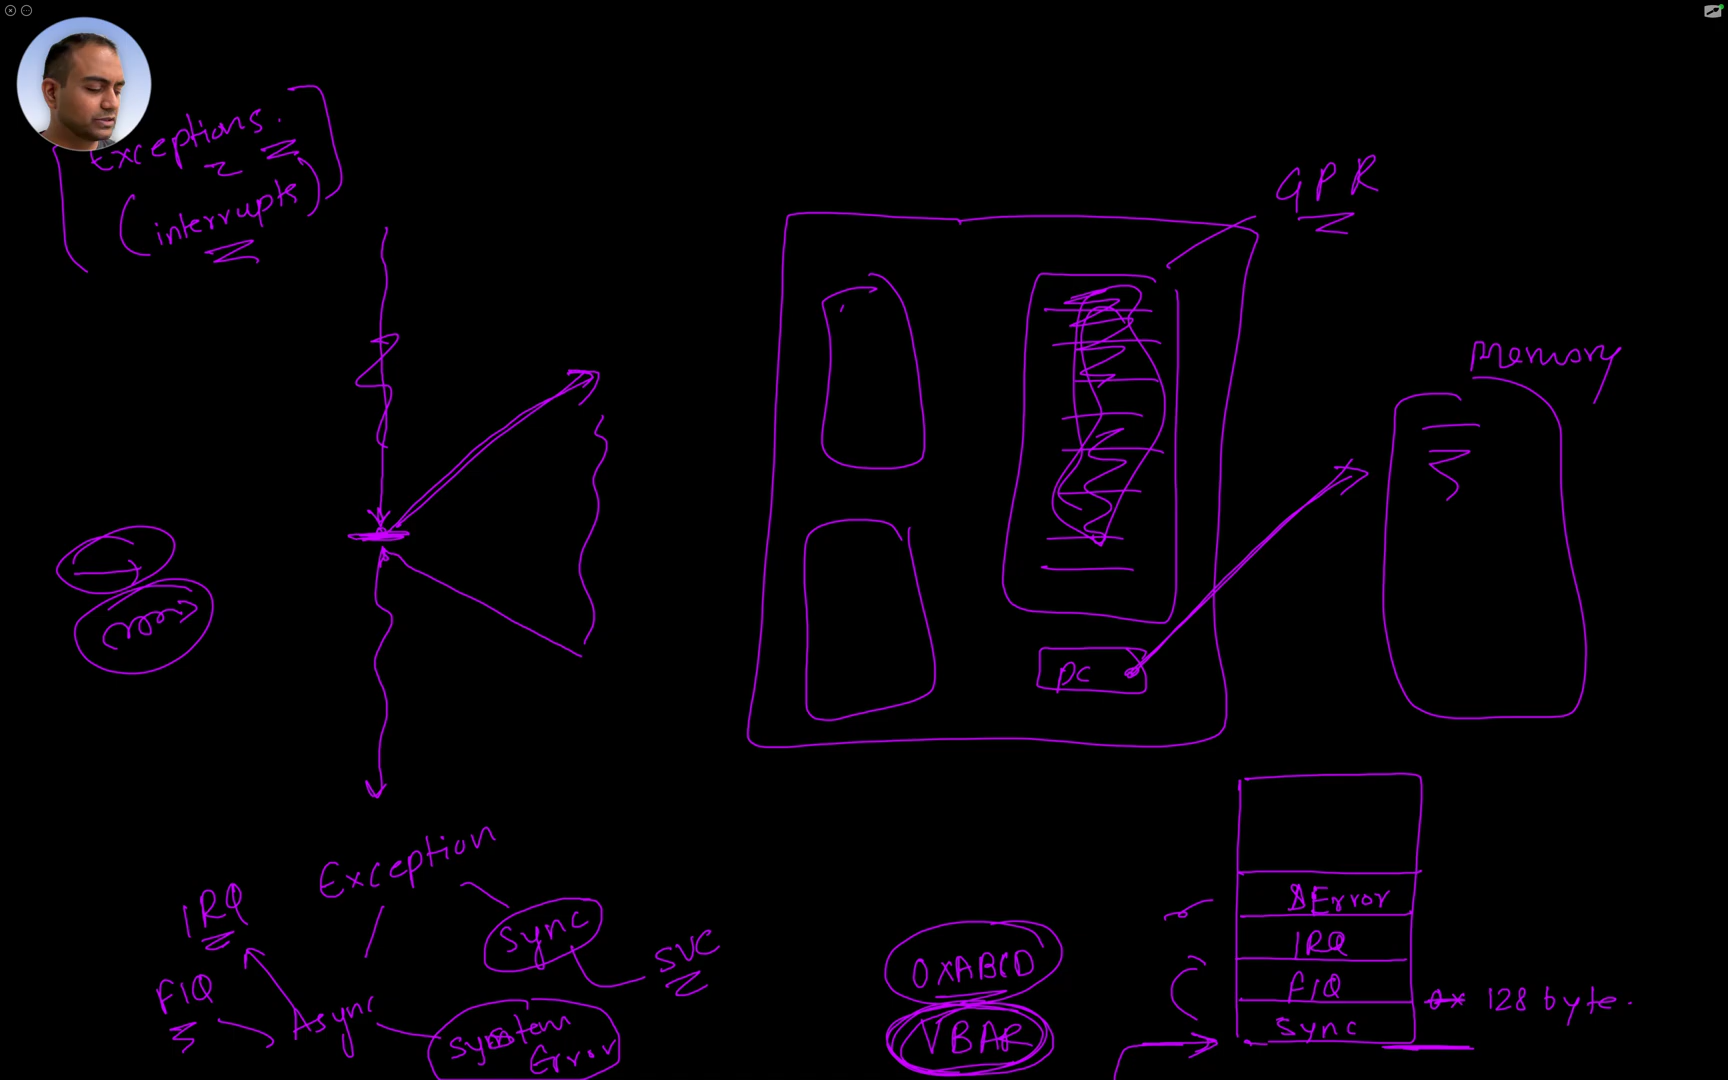 Exceptions.
(interrupts)
GPR
Memory
PC
Exception
IRQ
Sync
SVC
FIQ
Async
System
Error
0XABCD
VBAR
SError
IRQ
FIQ
Sync
128 byte.